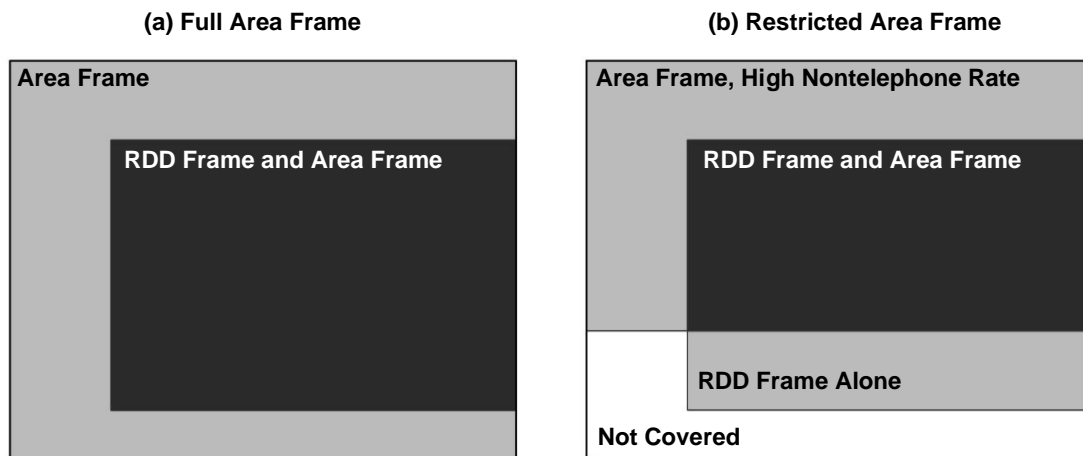 (a) Full Area Frame
Area Frame
RDD Frame and Area Frame
(b) Restricted Area Frame
Area Frame, High Nontelephone Rate
RDD Frame and Area Frame
RDD Frame Alone
Not Covered